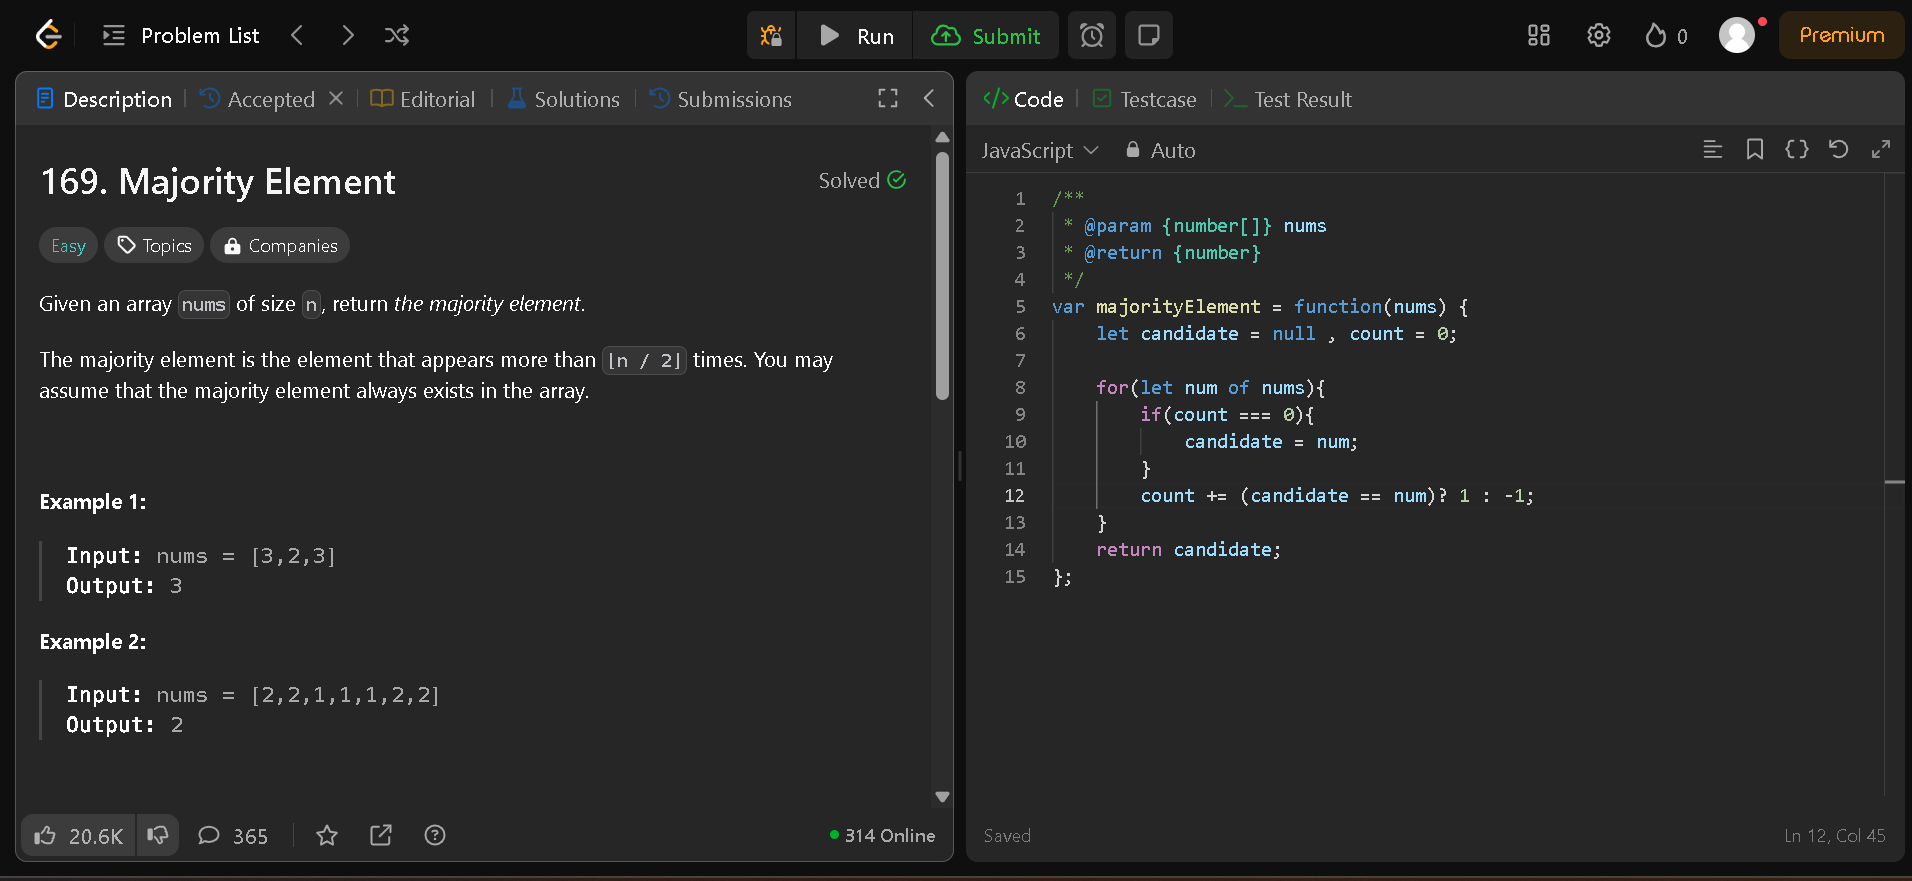 Problem List
Run
Submit
0
Premium
Description
Accepted
Editorial
Solutions
Submissions
169. Majority Element
Solved
Easy
Topics
Companies
Given an array nums of size n, return the majority element.
The majority element is the element that appears more than ⌊n / 2⌋ times. You may
assume that the majority element always exists in the array.
Example 1:
Input: nums = [3,2,3]
Output: 3
Example 2:
Input: nums = [2,2,1,1,1,2,2]
Output: 2
20.6K
365
314 Online
Code
Testcase
Test Result
JavaScript
Auto
1 /**
2 * @param {number[]} nums
3 * @return {number}
4 */
5 var majorityElement = function(nums) {
6 let candidate = null , count = 0;
7
8 for(let num of nums){
9 if(count === 0){
10 candidate = num;
11 }
12 count += (candidate == num)? 1 : -1;
13 }
14 return candidate;
15 };
Saved
Ln 12, Col 45